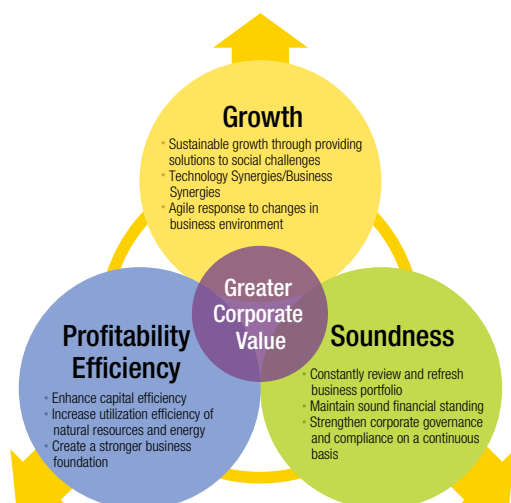 Growth
• Sustainable growth through providing
solutions to social challenges
• Technology Synergies/Business
Synergies
• Agile response to changes in
business environment
Greater
Corporate
Value
Profitability
Efficiency
• Enhance capital efficiency
• Increase utilization efficiency of
natural resources and energy
• Create a stronger business
foundation
Soundness
• Constantly review and refresh
business portfolio
• Maintain sound financial standing
• Strengthen corporate governance
and compliance on a continuous
basis